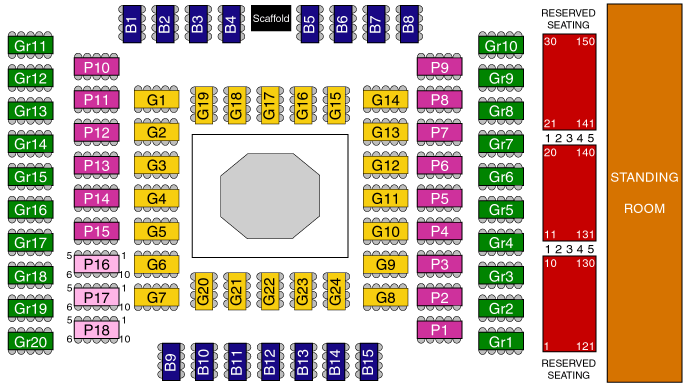 B1 B2 B3 B4 Scaffold B5 B6 B7 B8
RESERVED
SEATING
Gr11 Gr10 30 150
P10 P9
Gr12 Gr9
P11 G1 G19 G18 G17 G16 G15 G14 P8
Gr13 Gr8
P12 G2 G13 P7 21 141
1 2 3 4 5
Gr14 Gr7
20 140
P13 G3 G12 P6
Gr15 Gr6
STANDING
P14 G4 G11 P5
Gr16 Gr5
ROOM
P15 G5 G10 P4 11 131
Gr17 Gr4
1 2 3 4 5
5 1
P16 G6 G9 P3 10 130
6 10
Gr18 Gr3
5 1
P17 G7 G20 G21 G22 G23 G24 G8 P2
6 10
Gr19 Gr2
5 1
P18 P1
6 10
Gr20 Gr1 1 121
B9 B10 B11 B12 B13 B14 B15
RESERVED
SEATING